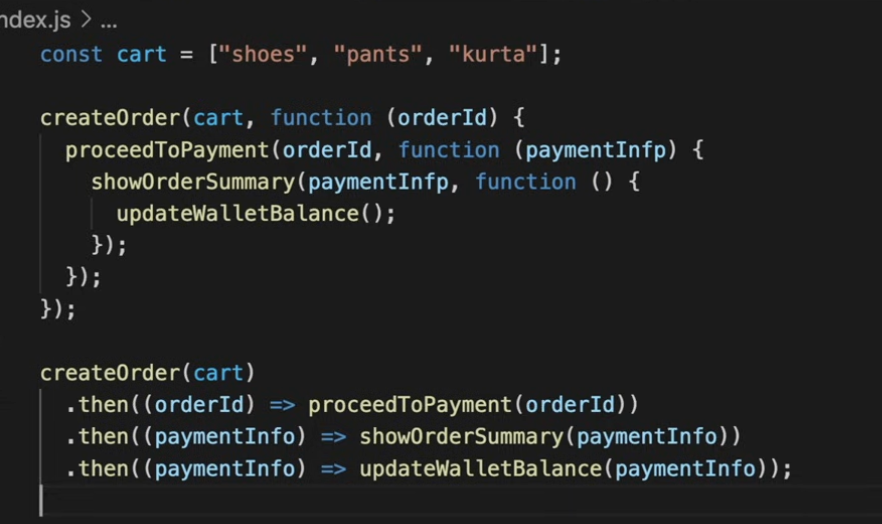 ndex.js > ...
const cart = ["shoes", "pants", "kurta"];
createOrder(cart, function (orderId) {
  proceedToPayment(orderId, function (paymentInfp) {
    showOrderSummary(paymentInfp, function () {
      updateWalletBalance();
    });
  });
});
createOrder(cart)
  .then((orderId) => proceedToPayment(orderId))
  .then((paymentInfo) => showOrderSummary(paymentInfo))
  .then((paymentInfo) => updateWalletBalance(paymentInfo));